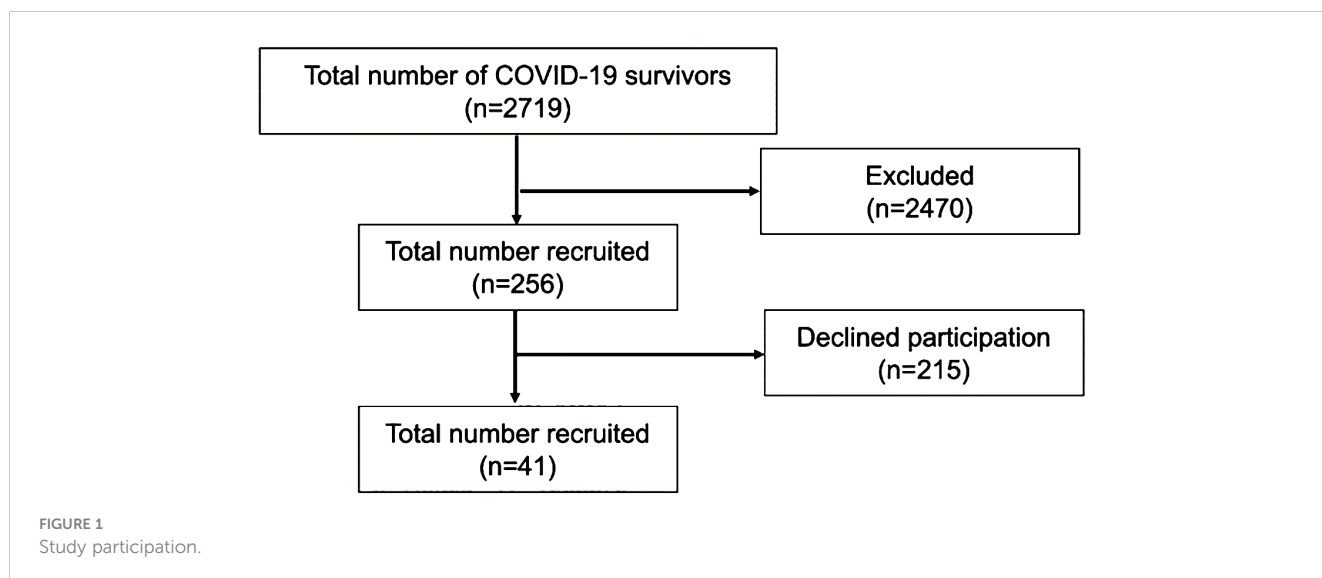 Total number of COVID-19 survivors
(n=2719)
Excluded
(n=2470)
Total number recruited
(n=256)
Declined participation
(n=215)
Total number recruited
(n=41)
FIGURE 1
Study participation.